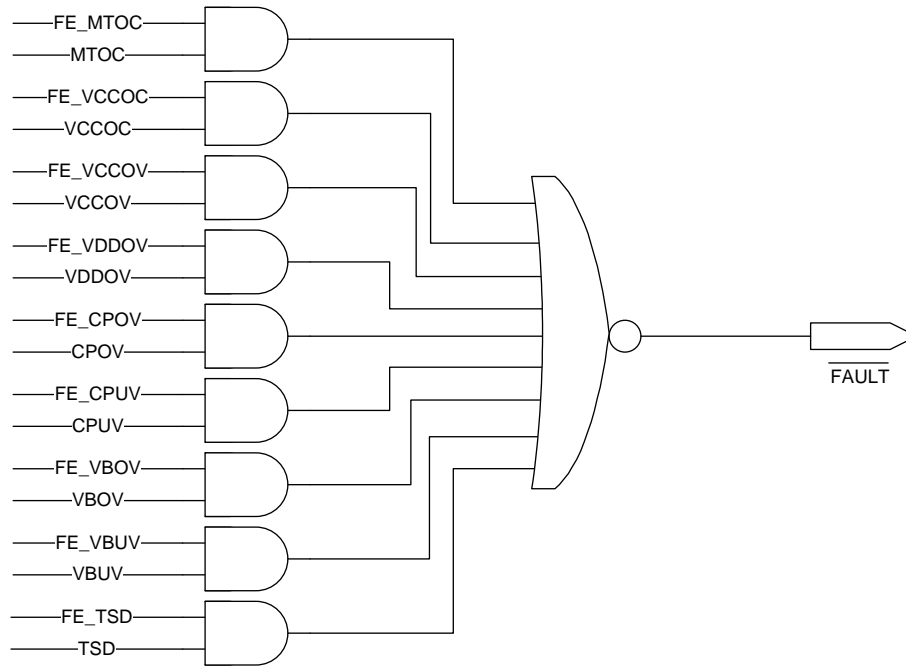 FE_MTOC
MTOC
FE_VCCOC
VCCOC
FE_VCCOV
VCCOV
FE_VDDOV
VDDOV
FE_CPOV
CPOV
FE_CPUV
CPUV
FE_VBOV
VBOV
FE_VBUV
VBUV
FE_TSD
TSD
FAULT